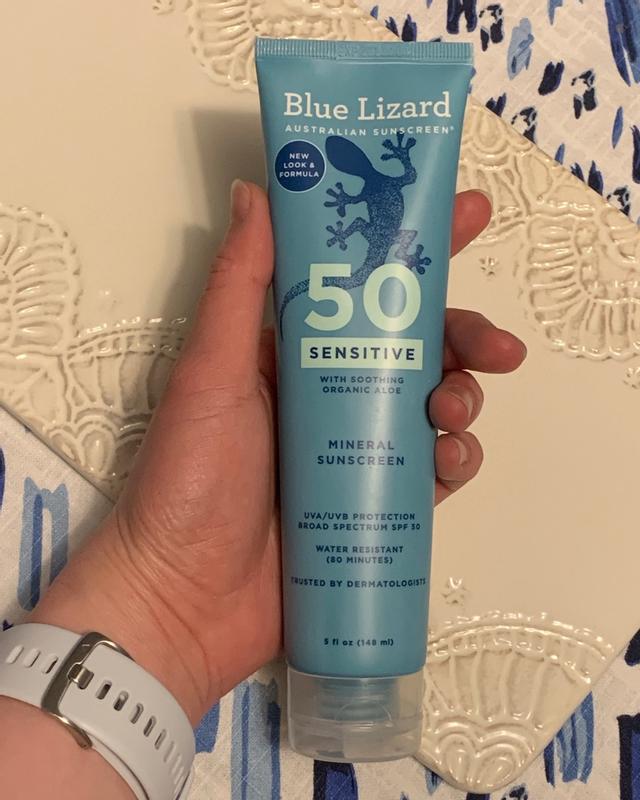 Blue Lizard
AUSTRALIAN SUNSCREEN®
NEW
LOOK &
FORMULA
50
SENSITIVE
WITH SOOTHING
ORGANIC ALOE
MINERAL
SUNSCREEN
UVA/UVB PROTECTION
BROAD SPECTRUM SPF 50
WATER RESISTANT
(80 MINUTES)
TRUSTED BY DERMATOLOGISTS
5 fl oz (148 ml)